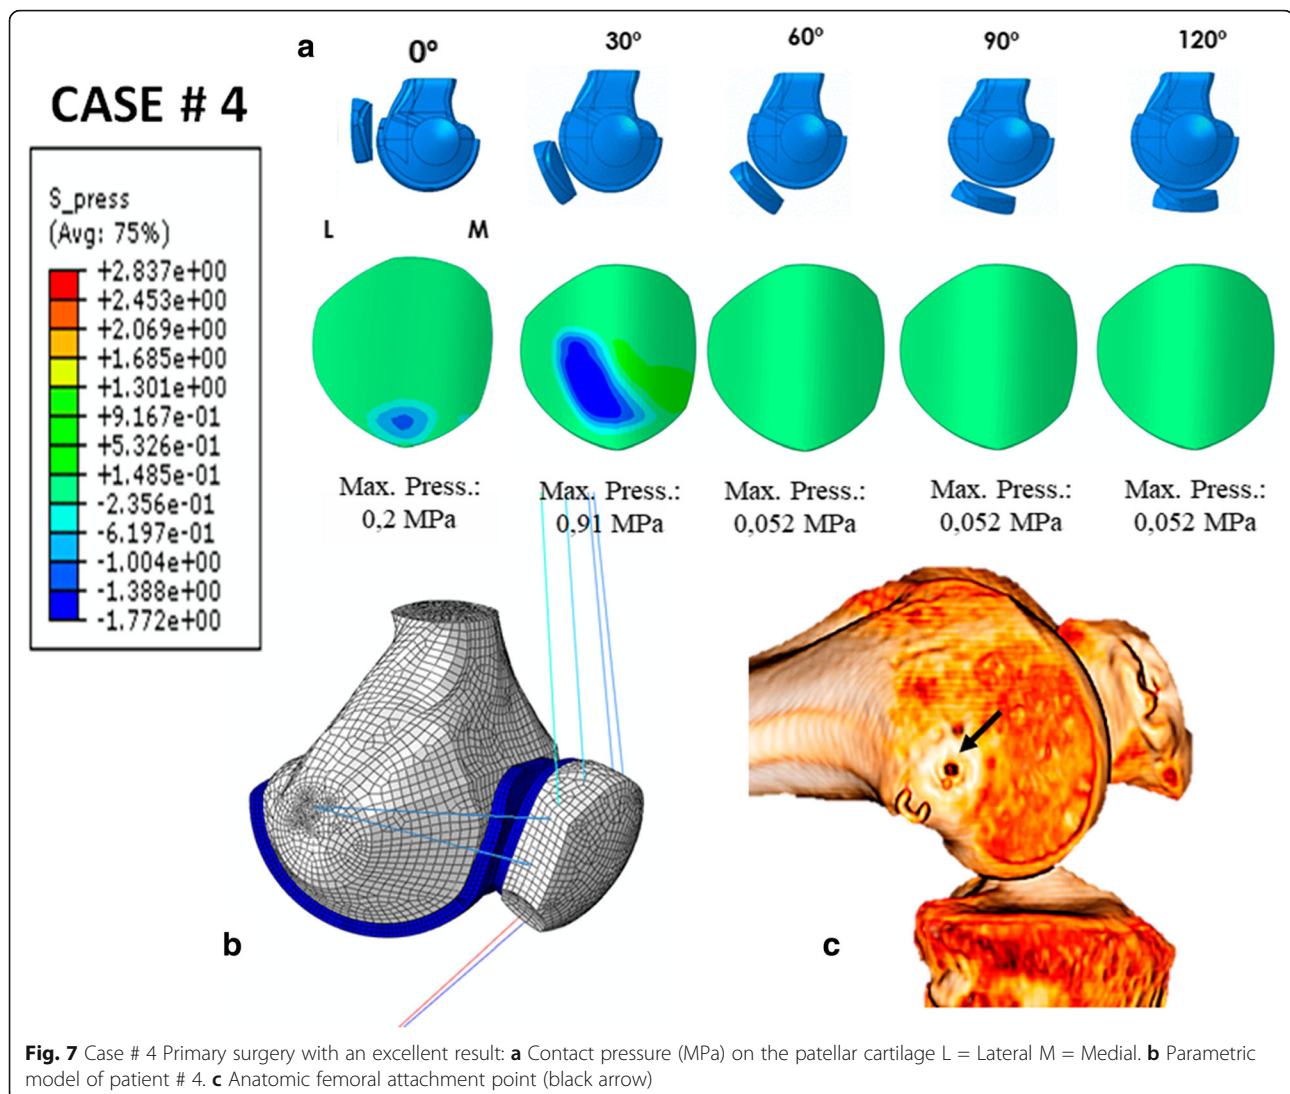 a
0º
30º
60º
90º
120º
CASE # 4
S_press
(Avg: 75%)
+2.837e+00
+2.453e+00
+2.069e+00
+1.685e+00
+1.301e+00
+9.167e-01
+5.326e-01
+1.485e-01
-2.356e-01
-6.197e-01
-1.004e+00
-1.388e+00
-1.772e+00
L
M
Max. Press.:
0,2 MPa
Max. Press.:
0,91 MPa
Max. Press.:
0,052 MPa
Max. Press.:
0,052 MPa
Max. Press.:
0,052 MPa
b
c
Fig. 7 Case # 4 Primary surgery with an excellent result: a Contact pressure (MPa) on the patellar cartilage L = Lateral M = Medial. b Parametric
model of patient # 4. c Anatomic femoral attachment point (black arrow)